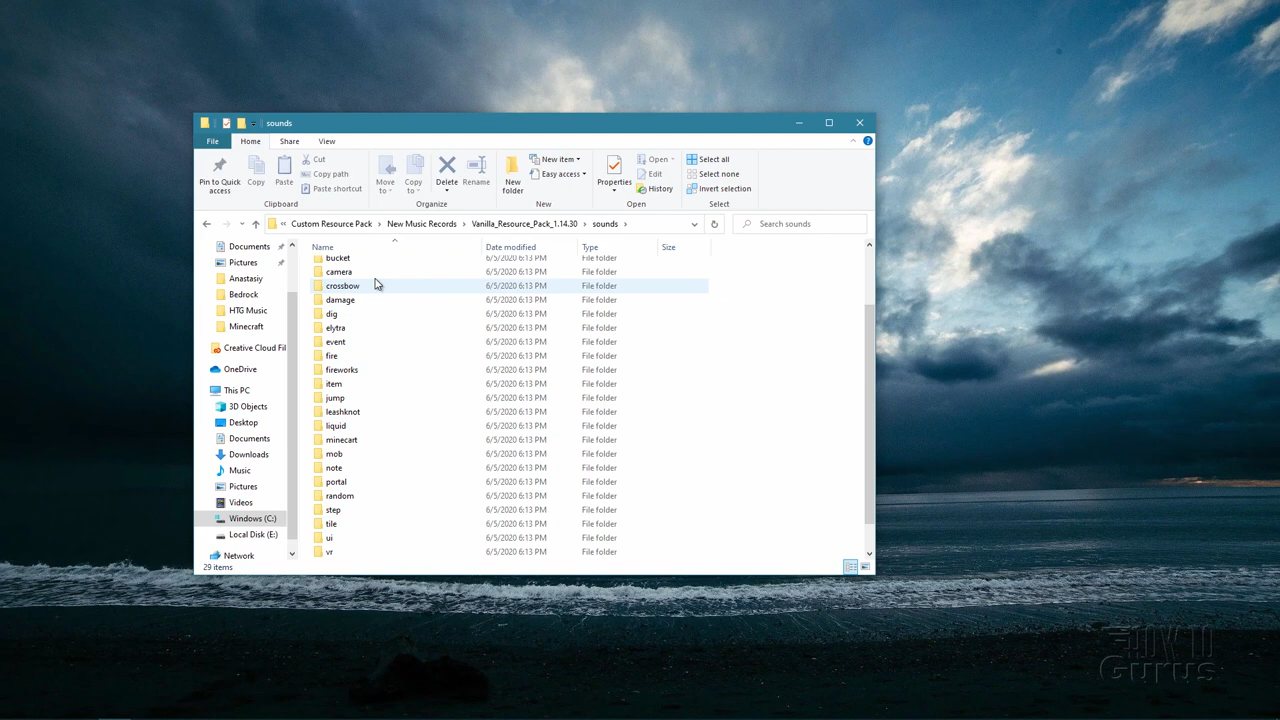 sounds
File Home Share View
Pin to Quick access
Copy
Paste
Cut
Copy path
Paste shortcut
Clipboard
Move to
Copy to
Delete
Rename
Organize
New folder
New item
Easy access
New
Properties
Open
Edit
History
Open
Select all
Select none
Invert selection
Select
« Custom Resource Pack › New Music Records › Vanilla_Resource_Pack_1.14.30 › sounds ›
Search sounds
Documents
Pictures
Anastasiy
Bedrock
HTG Music
Minecraft
Creative Cloud Fil
OneDrive
This PC
3D Objects
Desktop
Documents
Downloads
Music
Pictures
Videos
Windows (C:)
Local Disk (E:)
Network
Name Date modified Type Size
bucket 6/5/2020 6:13 PM File folder
camera 6/5/2020 6:13 PM File folder
crossbow 6/5/2020 6:13 PM File folder
damage 6/5/2020 6:13 PM File folder
dig 6/5/2020 6:13 PM File folder
elytra 6/5/2020 6:13 PM File folder
event 6/5/2020 6:13 PM File folder
fire 6/5/2020 6:13 PM File folder
fireworks 6/5/2020 6:13 PM File folder
item 6/5/2020 6:13 PM File folder
jump 6/5/2020 6:13 PM File folder
leashknot 6/5/2020 6:13 PM File folder
liquid 6/5/2020 6:13 PM File folder
minecart 6/5/2020 6:13 PM File folder
mob 6/5/2020 6:13 PM File folder
note 6/5/2020 6:13 PM File folder
portal 6/5/2020 6:13 PM File folder
random 6/5/2020 6:13 PM File folder
step 6/5/2020 6:13 PM File folder
tile 6/5/2020 6:13 PM File folder
ui 6/5/2020 6:13 PM File folder
vr 6/5/2020 6:13 PM File folder
29 items
HOW TO
GURUS